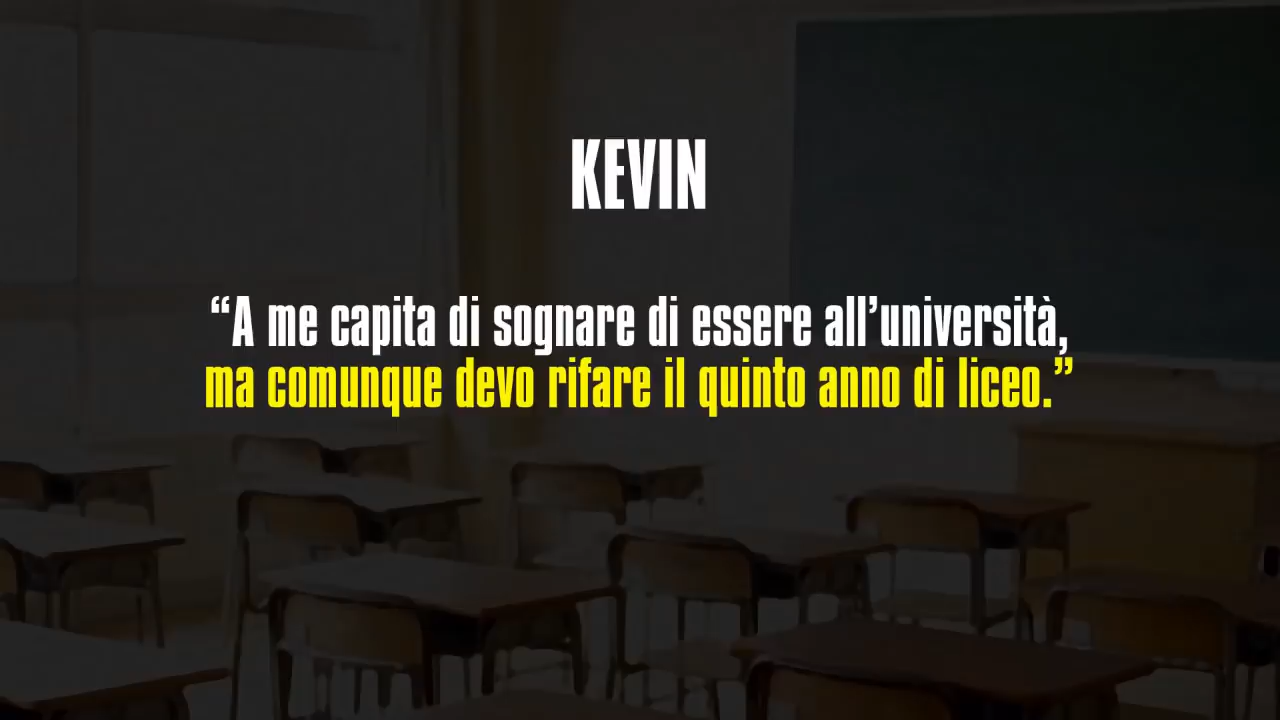 KEVIN
“A me capita di sognare di essere all’università,
ma comunque devo rifare il quinto anno di liceo.”